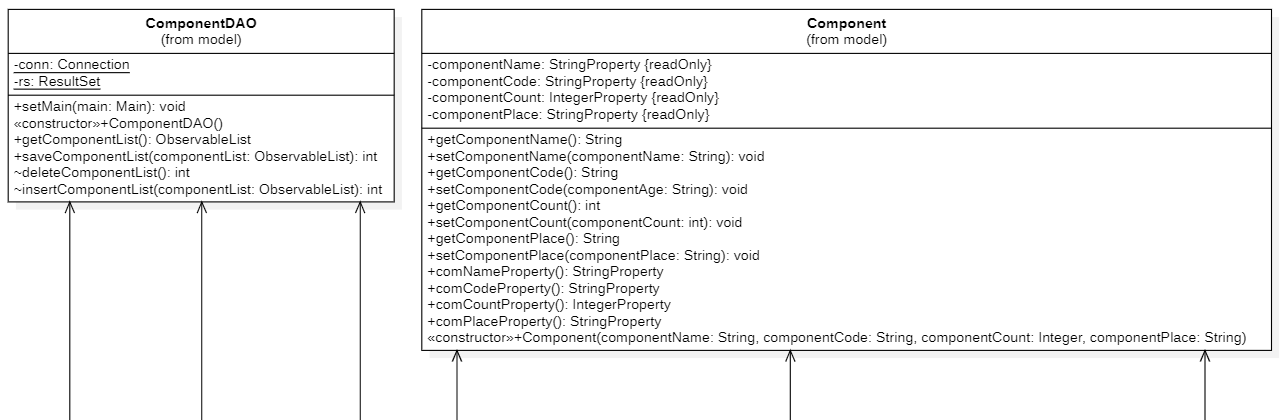 ComponentDAO
(from model)
-conn: Connection
-rs: ResultSet
+setMain(main: Main): void
«constructor»+ComponentDAO()
+getComponentList(): ObservableList
+saveComponentList(componentList: ObservableList): int
~deleteComponentList(): int
~insertComponentList(componentList: ObservableList): int
Component
(from model)
-componentName: StringProperty {readOnly}
-componentCode: StringProperty {readOnly}
-componentCount: IntegerProperty {readOnly}
-componentPlace: StringProperty {readOnly}
+getComponentName(): String
+setComponentName(componentName: String): void
+getComponentCode(): String
+setComponentCode(componentAge: String): void
+getComponentCount(): int
+setComponentCount(componentCount: int): void
+getComponentPlace(): String
+setComponentPlace(componentPlace: String): void
+comNameProperty(): StringProperty
+comCodeProperty(): StringProperty
+comCountProperty(): IntegerProperty
+comPlaceProperty(): StringProperty
«constructor»+Component(componentName: String, componentCode: String, componentCount: Integer, componentPlace: String)